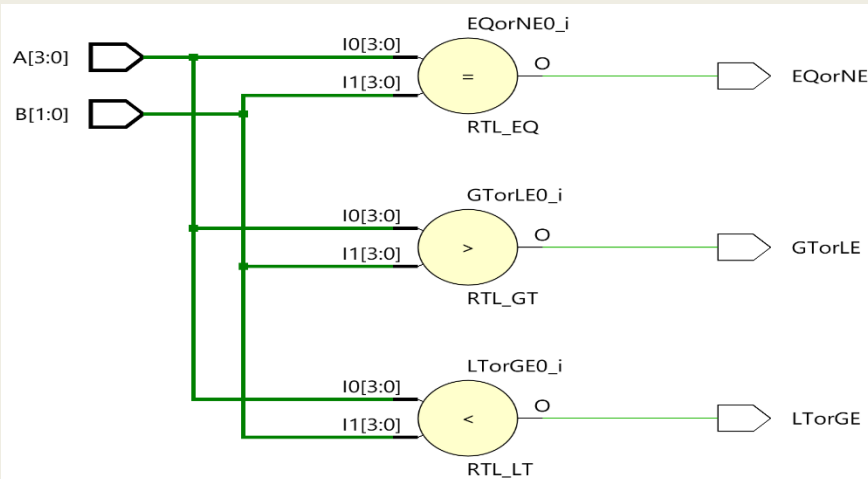 EQorNE0_i
A[3:0]
I0[3:0]
O
=
EQorNE
I1[3:0]
B[1:0]
RTL_EQ
GTorLE0_i
I0[3:0]
O
>
GTorLE
I1[3:0]
RTL_GT
LTorGE0_i
I0[3:0]
O
<
LTorGE
I1[3:0]
RTL_LT